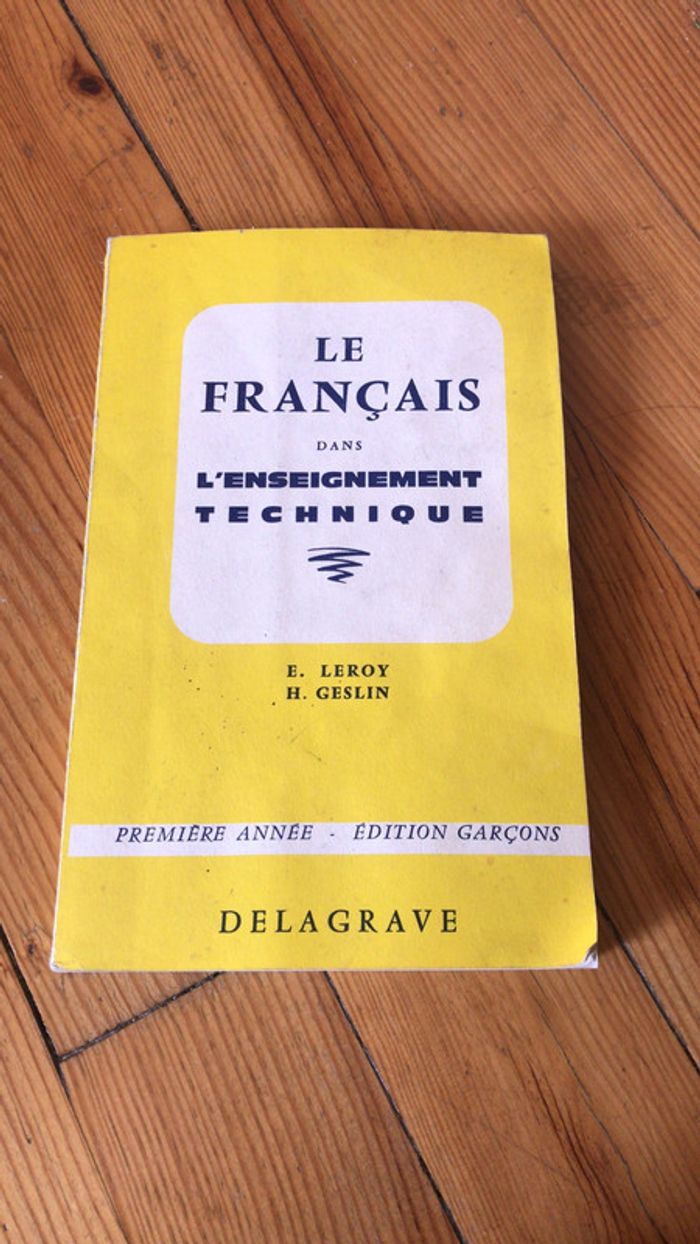 LE
FRANÇAIS
DANS
L'ENSEIGNEMENT
TECHNIQUE
E. LEROY
H. GESLIN
PREMIÈRE ANNÉE - ÉDITION GARÇONS
DELAGRAVE